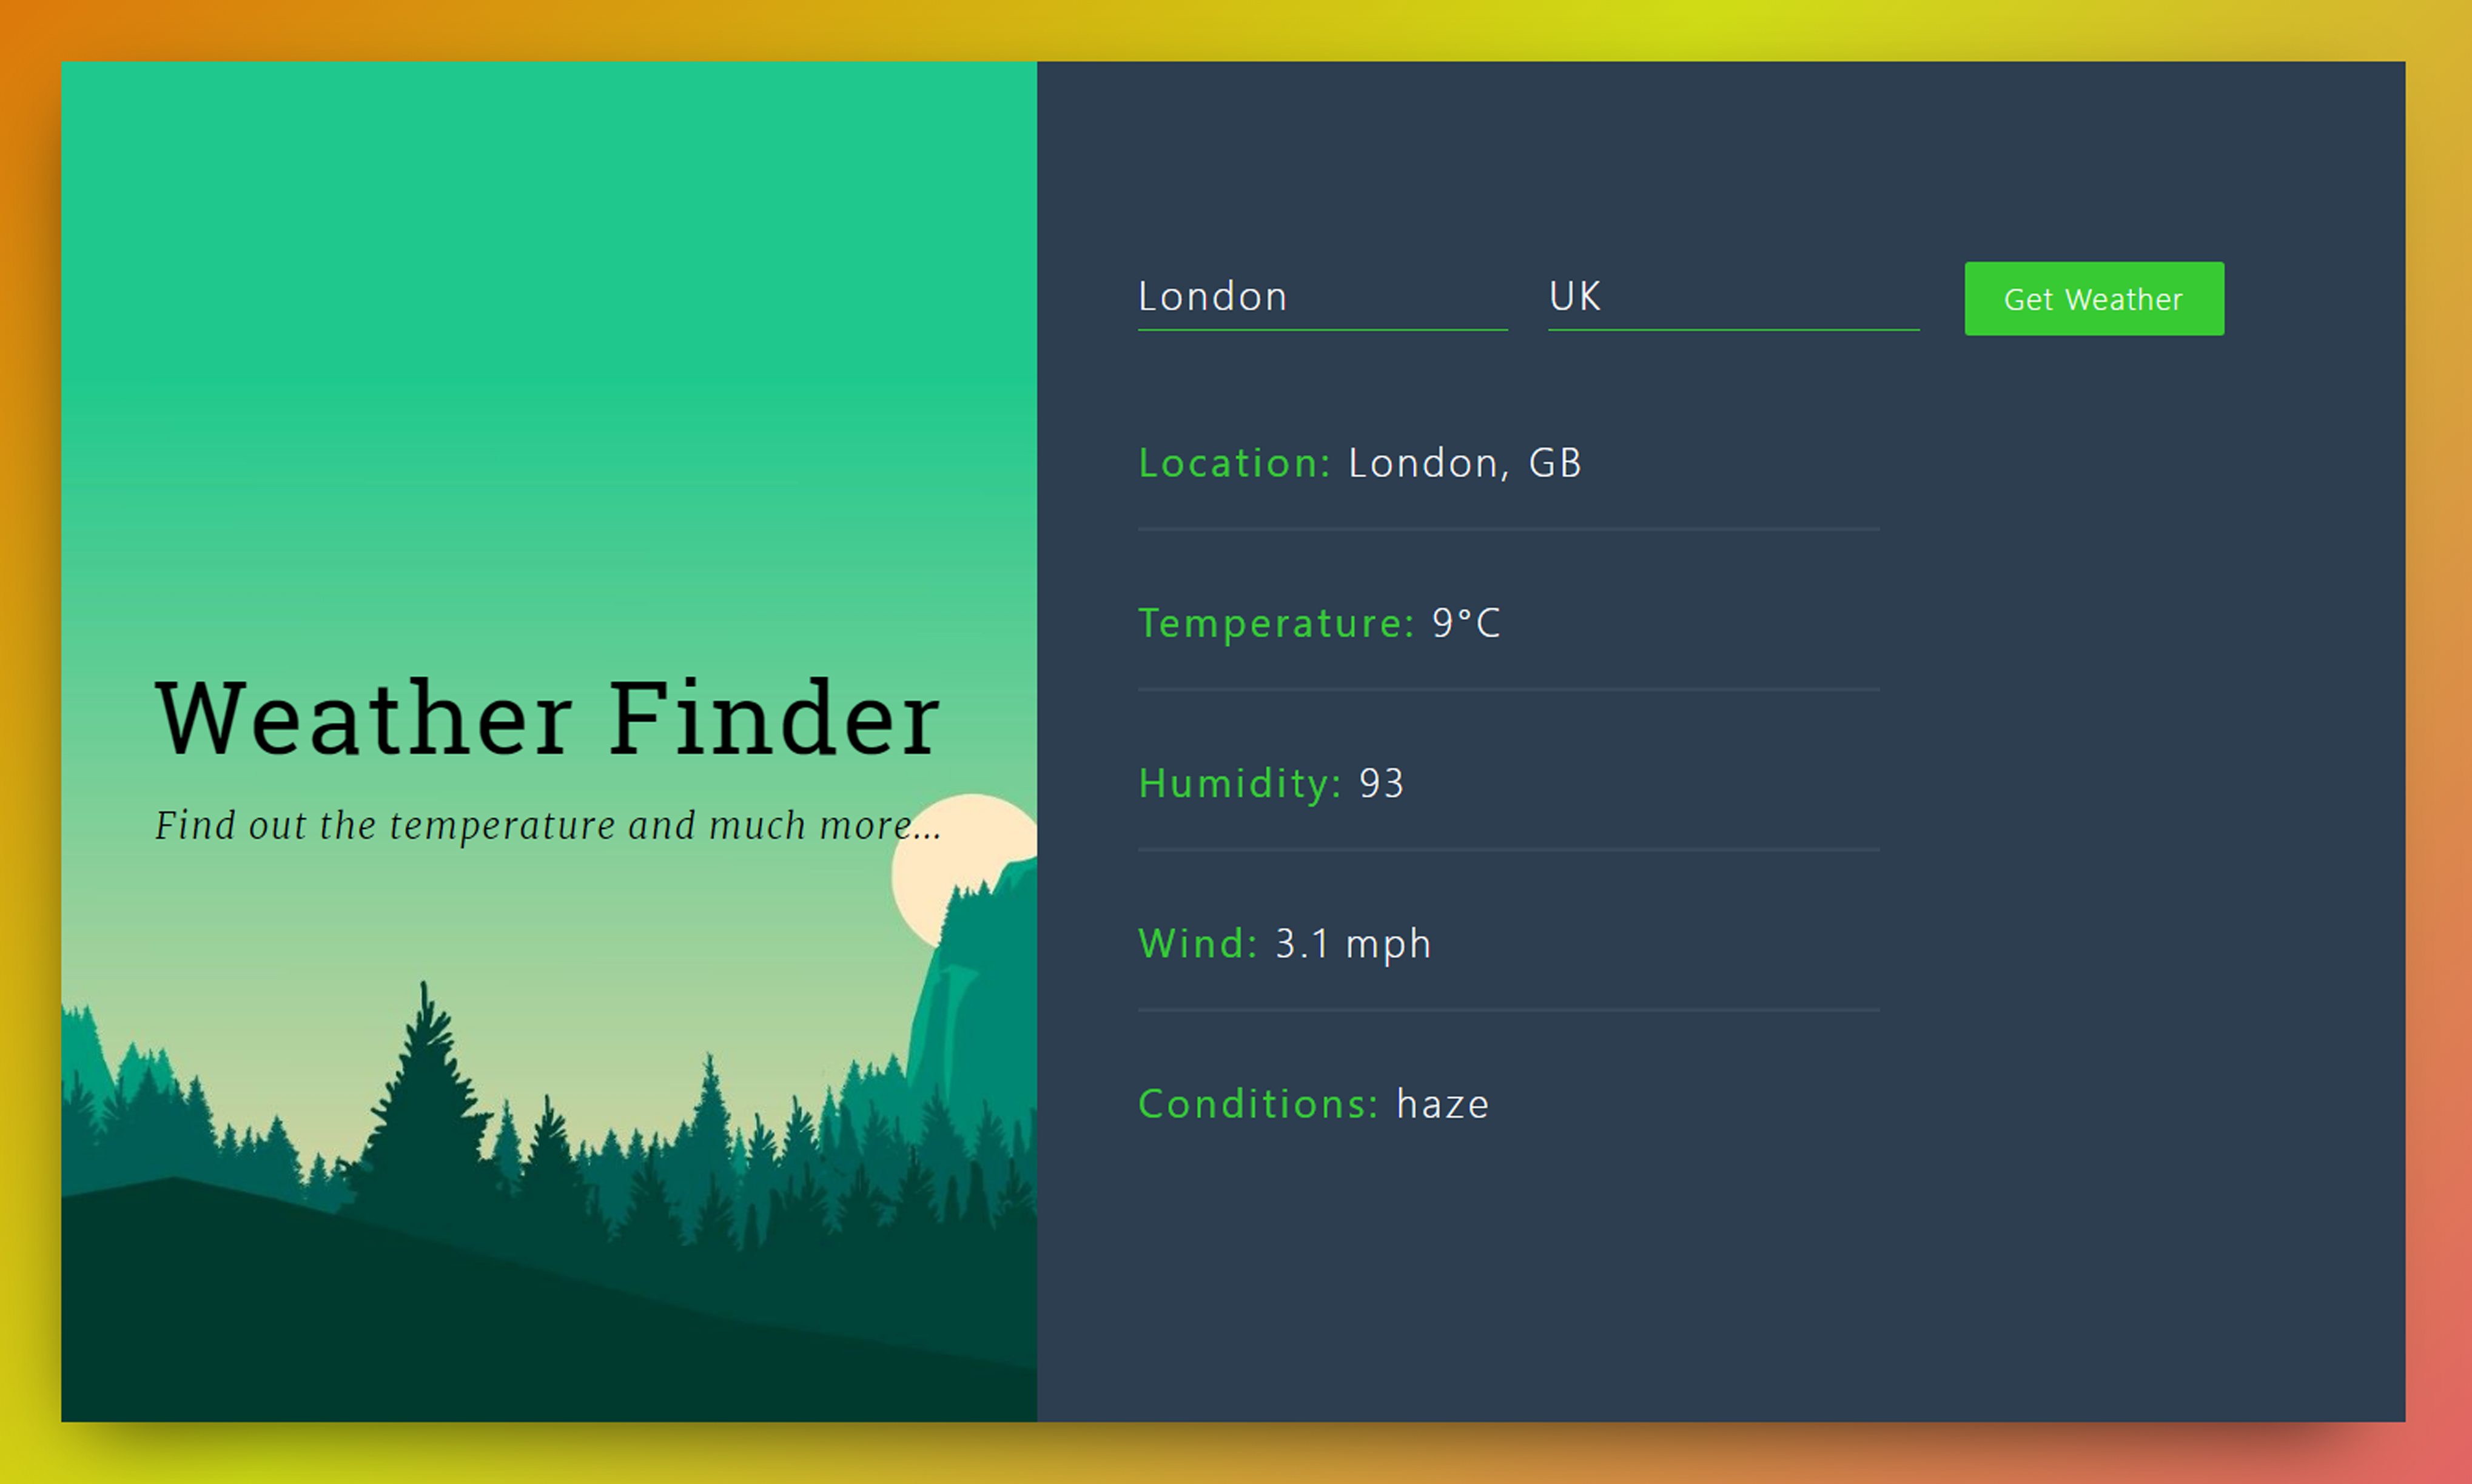 Weather Finder
Find out the temperature and much more...
London
UK
Get Weather
Location: London, GB
Temperature: 9°C
Humidity: 93
Wind: 3.1 mph
Conditions: haze